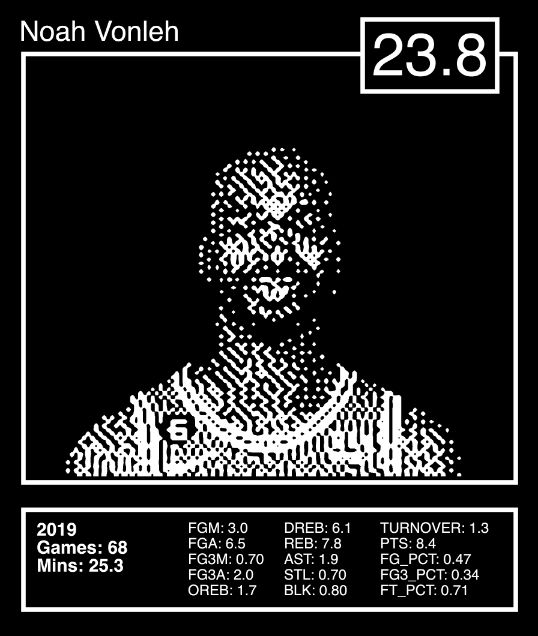 Noah Vonleh
23.8
6
2019
Games: 68
Mins: 25.3
FGM: 3.0
FGA: 6.5
FG3M: 0.70
FG3A: 2.0
OREB: 1.7
DREB: 6.1
REB: 7.8
AST: 1.9
STL: 0.70
BLK: 0.80
TURNOVER: 1.3
PTS: 8.4
FG_PCT: 0.47
FG3_PCT: 0.34
FT_PCT: 0.71